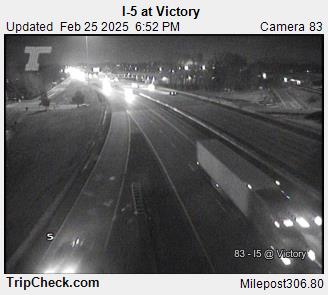 I-5 at Victory
Updated Feb 25 2025 6:52 PM Camera 83
T
S
83 - I5 @ Victory
TripCheck.com Milepost306.80